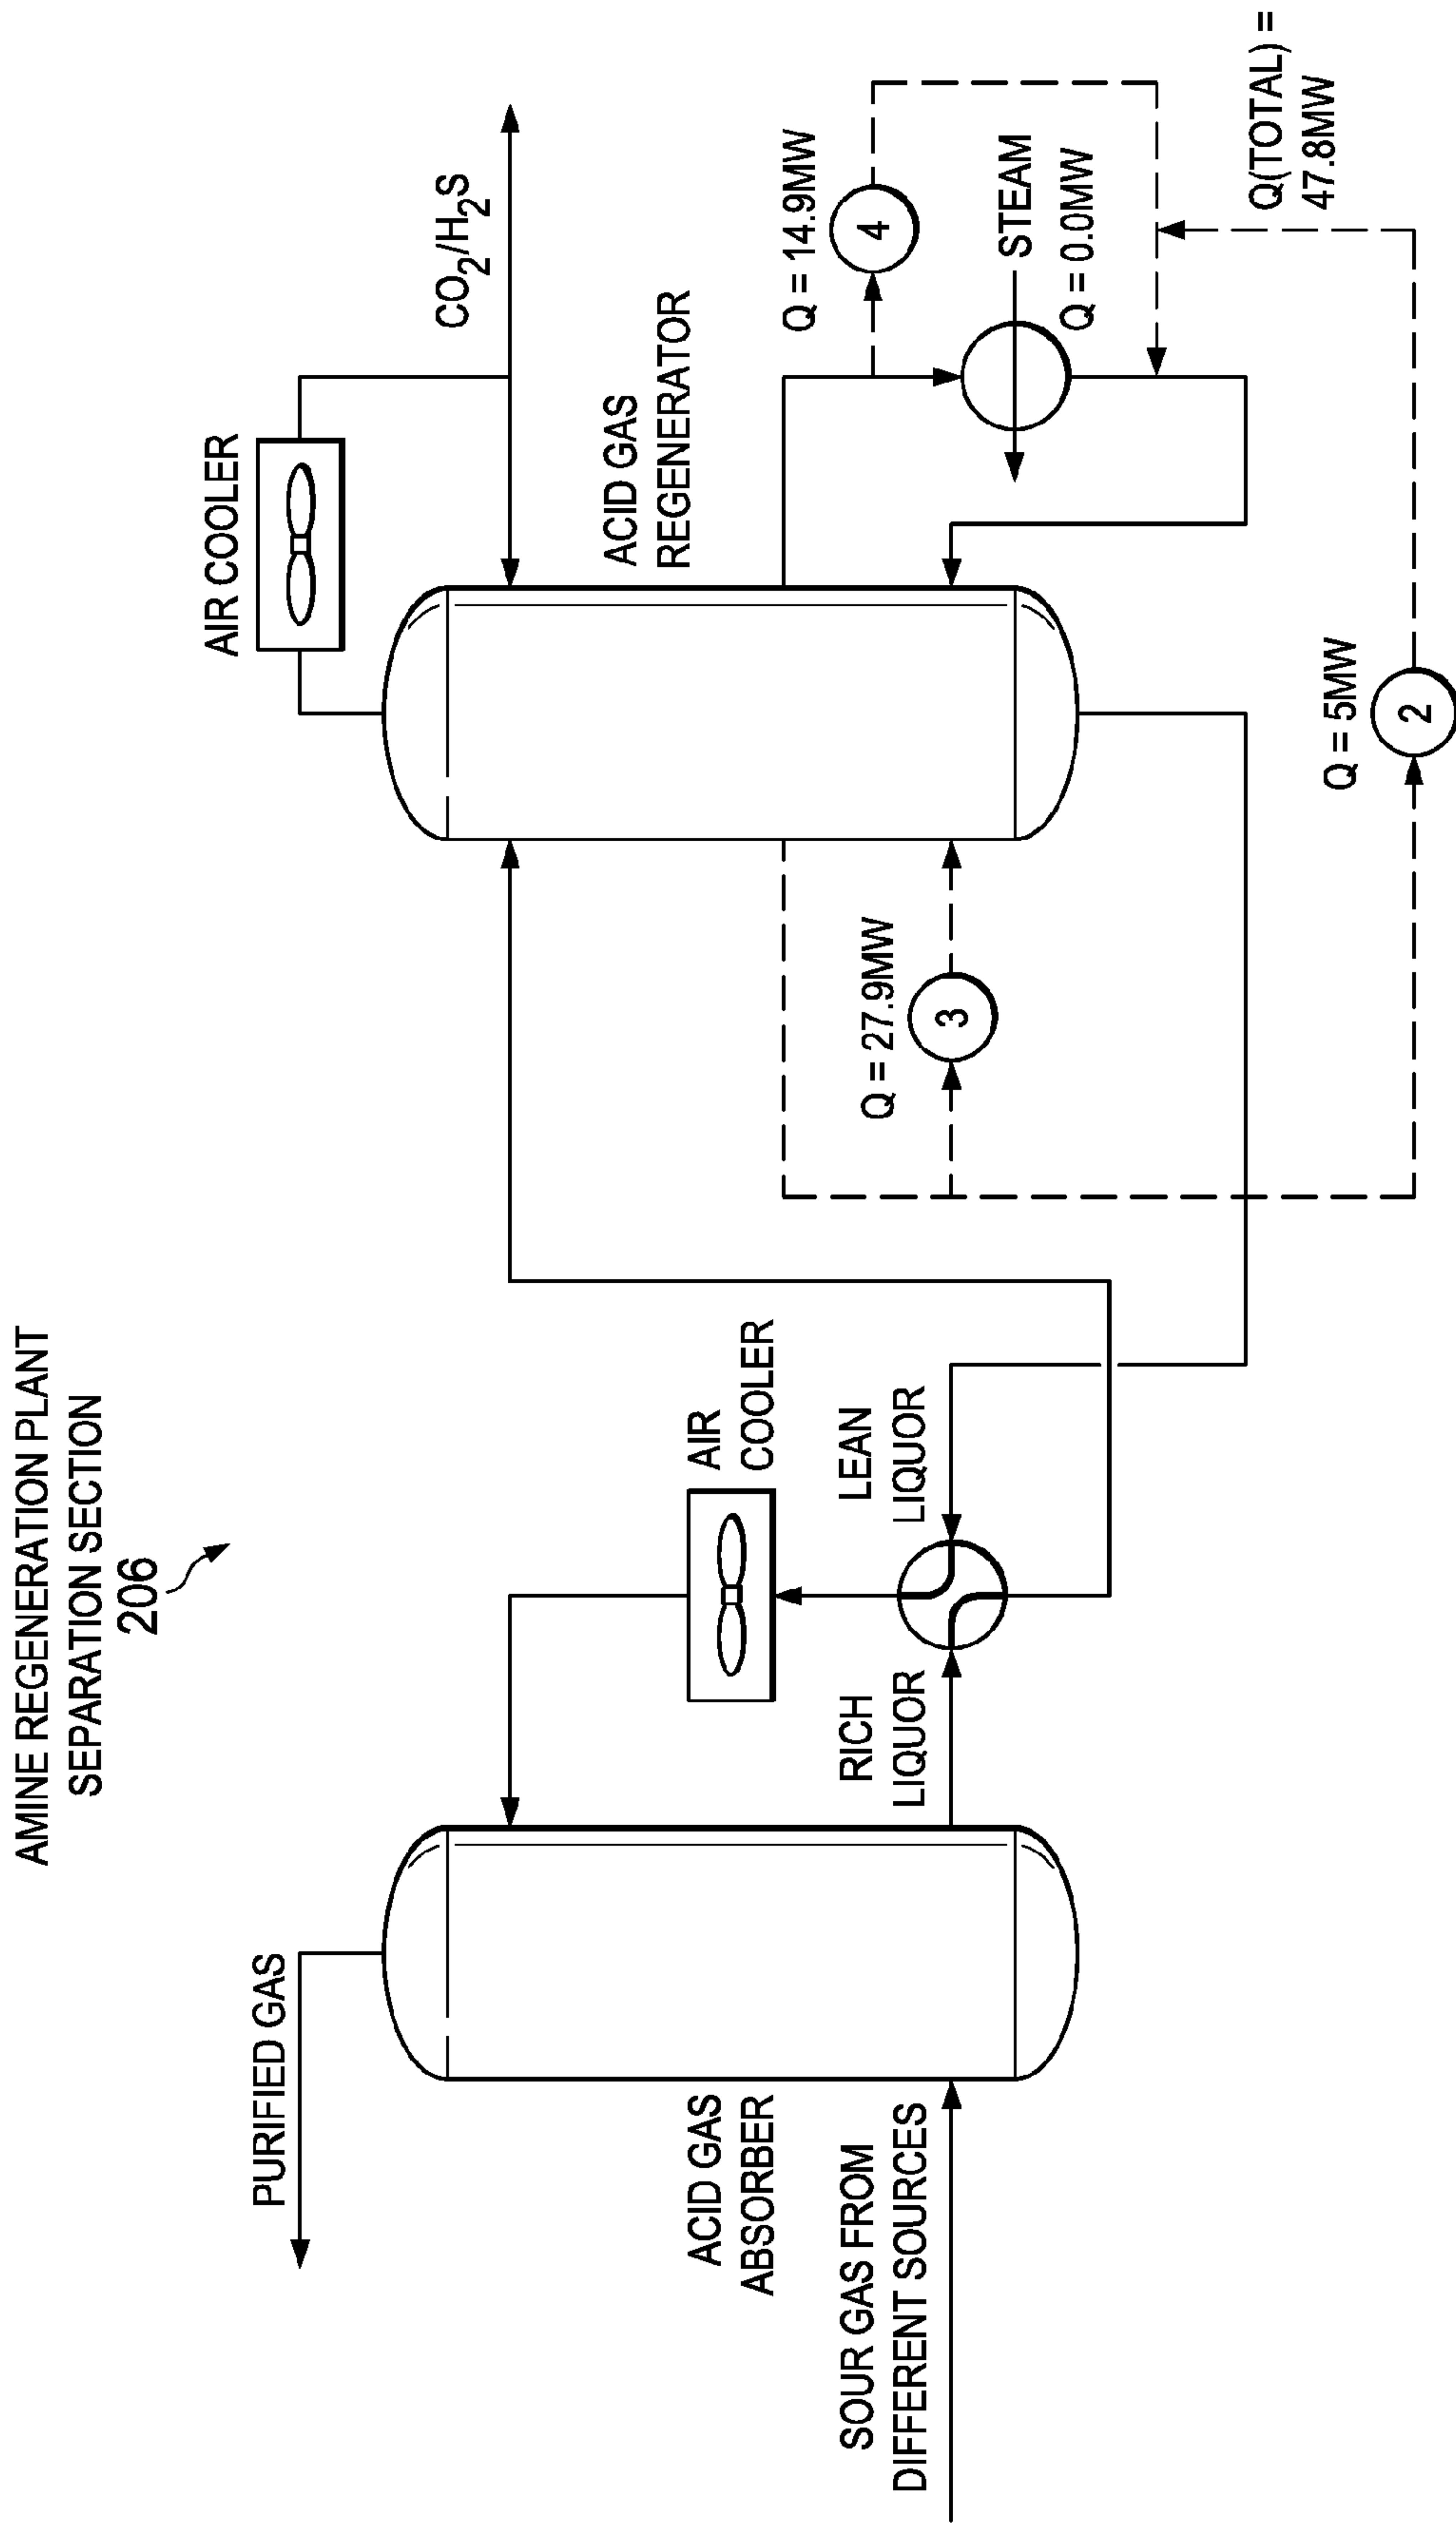 AMINE REGENERATION PLANT
SEPARATION SECTION
206
PURIFIED GAS
AIR COOLER
CO2/H2S
ACID GAS
ABSORBER
AIR
COOLER
ACID GAS
REGENERATOR
SOUR GAS FROM
DIFFERENT SOURCES
RICH
LIQUOR
LEAN
LIQUOR
Q = 27.9MW
3
Q = 14.9MW
4
STEAM
Q = 0.0MW
Q = 5MW
2
Q(TOTAL) =
47.8MW